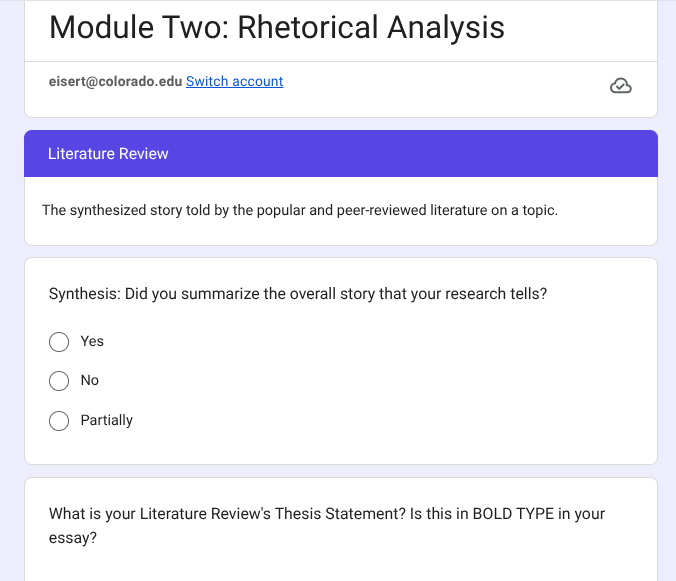 Module Two: Rhetorical Analysis
eisert@colorado.edu Switch account
Literature Review
The synthesized story told by the popular and peer-reviewed literature on a topic.
Synthesis: Did you summarize the overall story that your research tells?
Yes
No
Partially
What is your Literature Review's Thesis Statement? Is this in BOLD TYPE in your
essay?